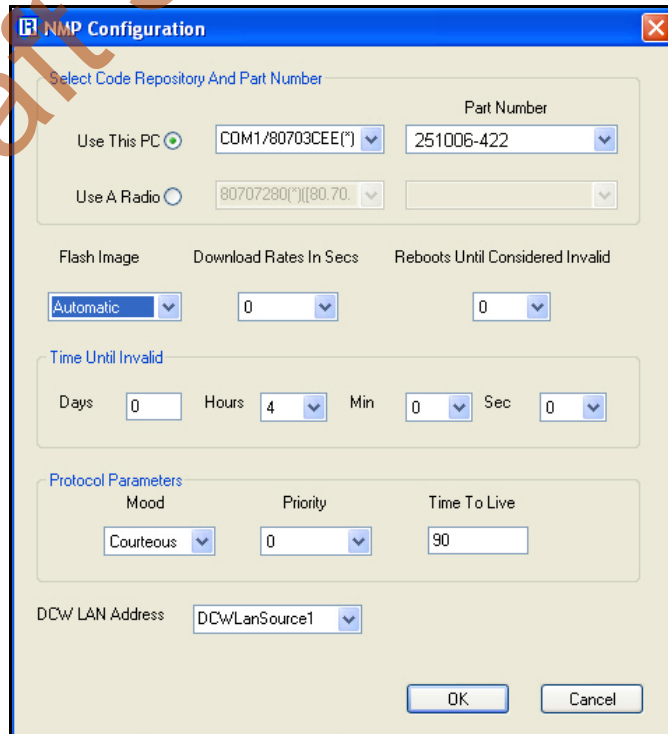 NMP Configuration
Select Code Repository And Part Number
Part Number
Use This PC COM1/80703CEE(*) 251006-422
Use A Radio 80707280(*)([80.70.
Flash Image Download Rates In Secs Reboots Until Considered Invalid
Automatic 0 0
Time Until Invalid
Days 0 Hours 4 Min 0 Sec 0
Protocol Parameters
Mood Priority Time To Live
Courteous 0 90
DCW LAN Address DCWLanSource1
OK Cancel